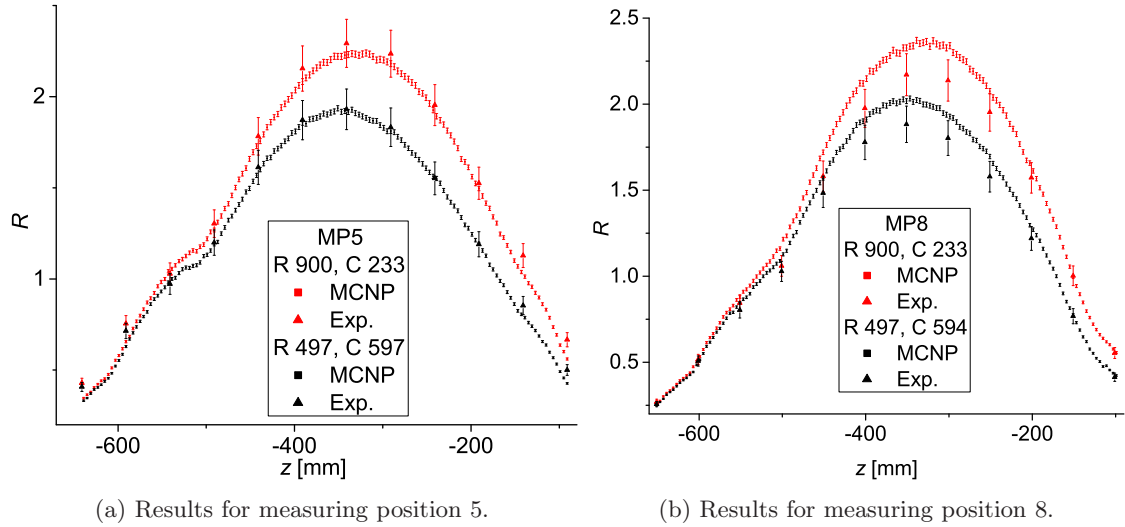 2
1
R
-600
-400
-200
z [mm]
MP5
R 900, C 233
MCNP
Exp.
R 497, C 597
MCNP
Exp.
(a) Results for measuring position 5.
2.5
2.0
1.5
1.0
0.5
R
-600
-400
-200
z [mm]
MP8
R 900, C 233
MCNP
Exp.
R 497, C 594
MCNP
Exp.
(b) Results for measuring position 8.